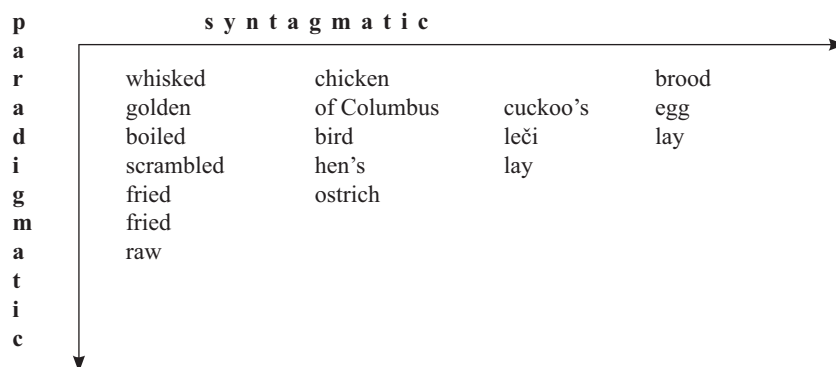 s y n t a g m a t i c
p
a
r
a
d
i
g
m
a
t
i
c
whisked chicken brood
golden of Columbus cuckoo's egg
boiled bird leči lay
scrambled hen's lay
fried ostrich
fried
raw